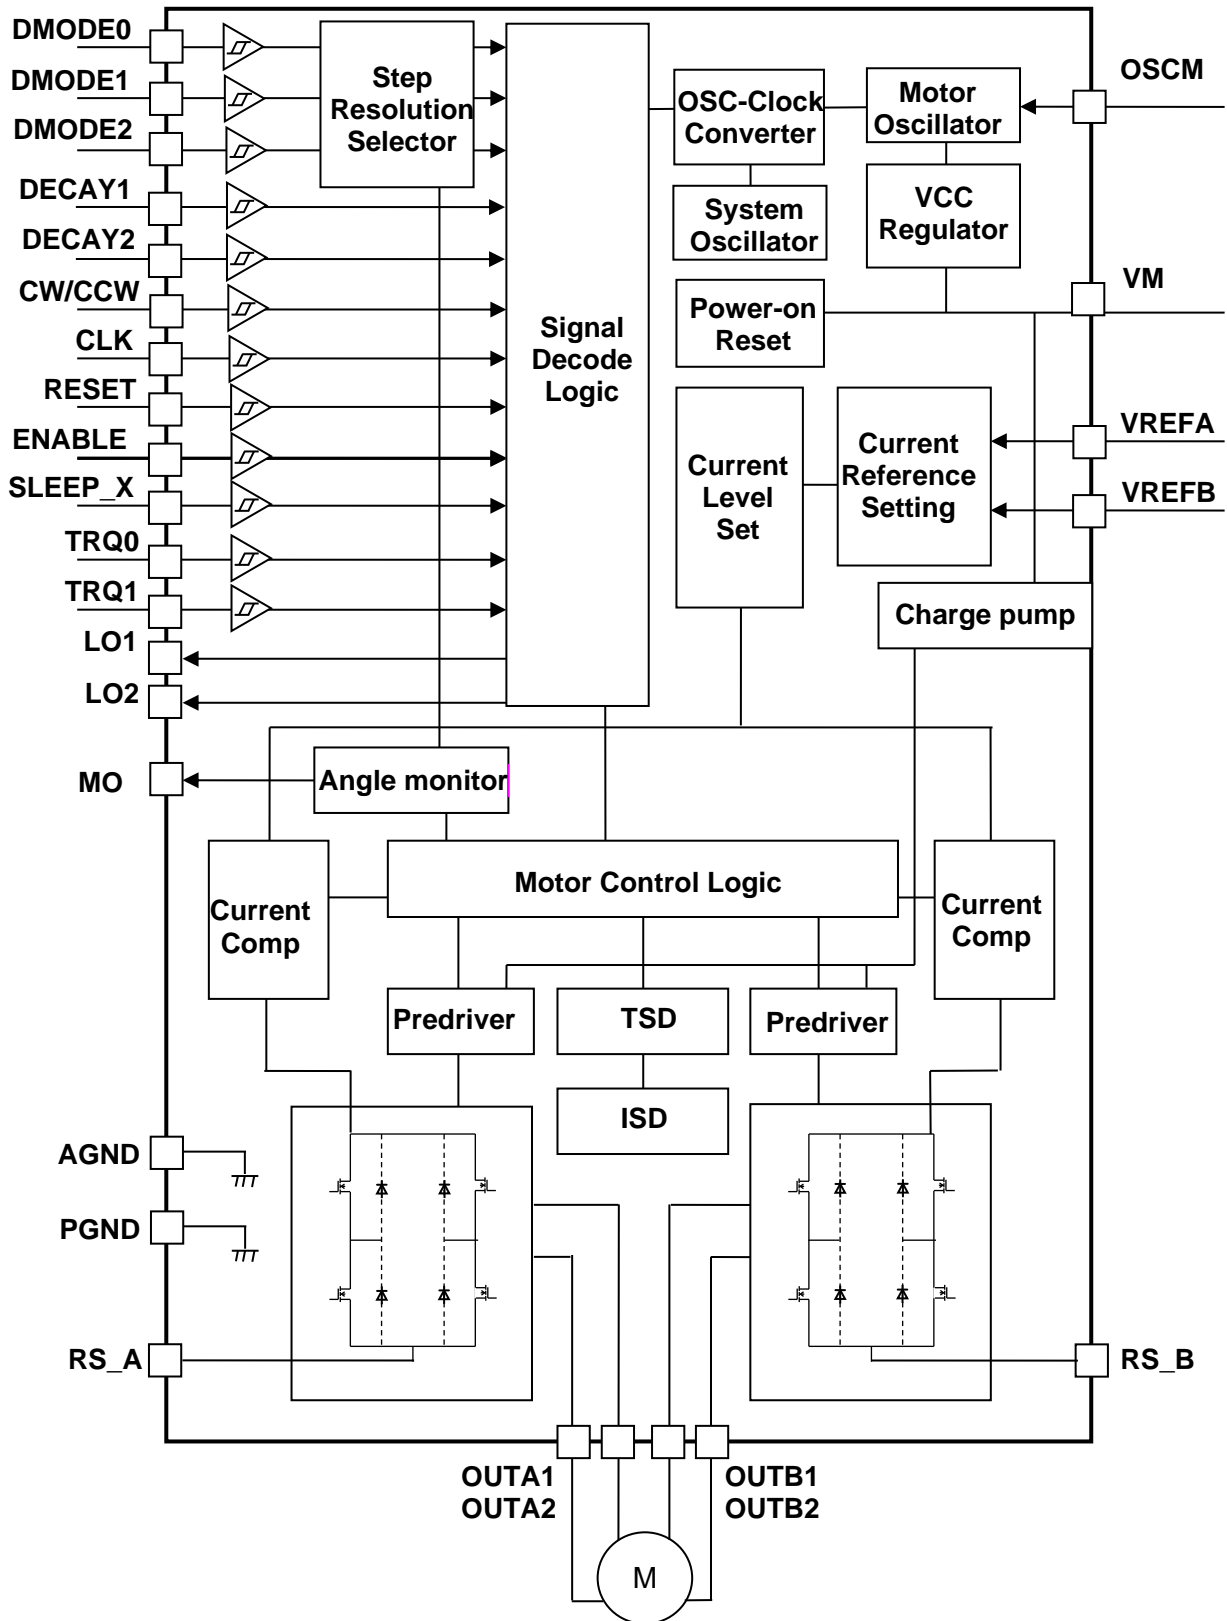 DMODE0
DMODE1
DMODE2
DECAY1
DECAY2
CW/CCW
CLK
RESET
ENABLE
SLEEP_X
TRQ0
TRQ1
LO1
LO2
MO
AGND
PGND
RS_A
Step
Resolution
Selector
Signal
Decode
Logic
OSC-Clock
Converter
Motor
Oscillator
System
Oscillator
VCC
Regulator
Power-on
Reset
Current
Level
Set
Current
Reference
Setting
Charge pump
OSCM
VM
VREFA
VREFB
Angle monitor
Motor Control Logic
Current
Comp
Current
Comp
Predriver
TSD
Predriver
ISD
RS_B
OUTA1
OUTA2
OUTB1
OUTB2
M